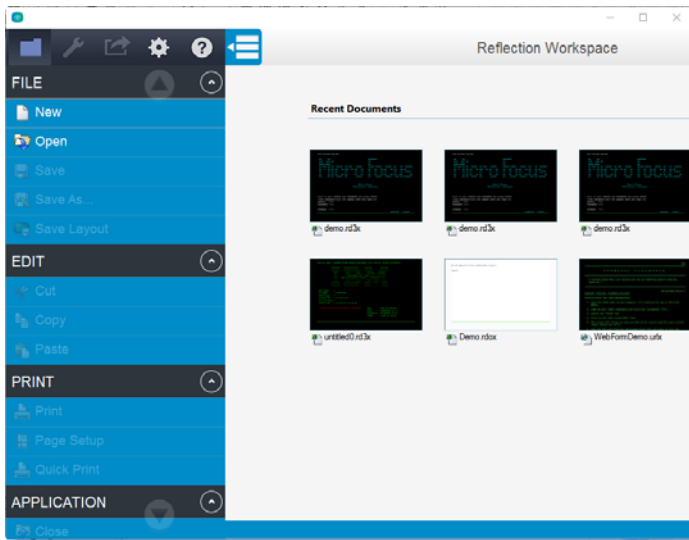 Reflection Workspace
FILE
New
Open
Save
Save As...
Save Layout
EDIT
Cut
Copy
Paste
PRINT
Print
Page Setup
Quick Print
APPLICATION
Close
Recent Documents
Micro Focus
Micro Focus
Micro Focus
demo.rd3x
demo.rd3x
demo.rd3x
untitled0.rd3x
Demo.rdox
WebFormDemo.urlx